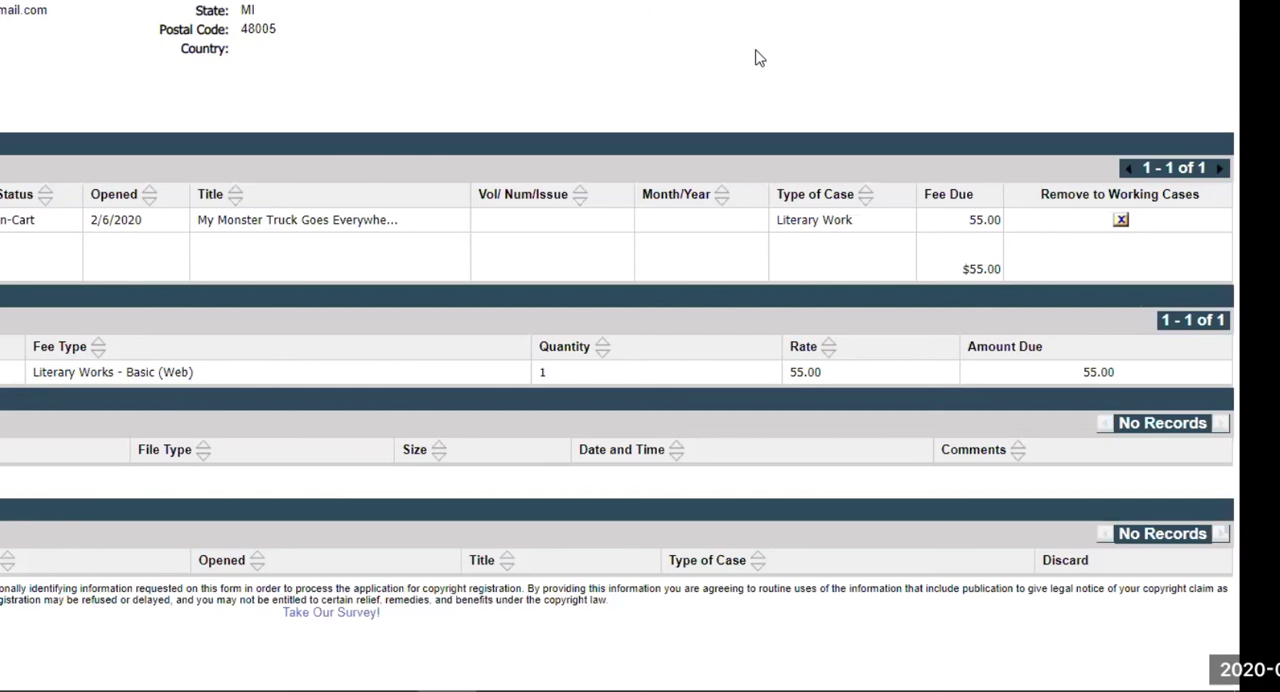 mail.com State: MI
Postal Code: 48005
Country:
1 - 1 of 1
Status Opened Title Vol/ Num/Issue Month/Year Type of Case Fee Due Remove to Working Cases
n-Cart 2/6/2020 My Monster Truck Goes Everywhe... Literary Work 55.00 x
$55.00
1 - 1 of 1
Fee Type Quantity Rate Amount Due
Literary Works - Basic (Web) 1 55.00 55.00
No Records
File Type Size Date and Time Comments
No Records
Opened Title Type of Case Discard
onally identifying information requested on this form in order to process the application for copyright registration. By providing this information you are agreeing to routine uses of the information that include publication to give legal notice of your copyright claim as
gistration may be refused or delayed, and you may not be entitled to certain relief, remedies, and benefits under the copyright law.
Take Our Survey!
2020-0